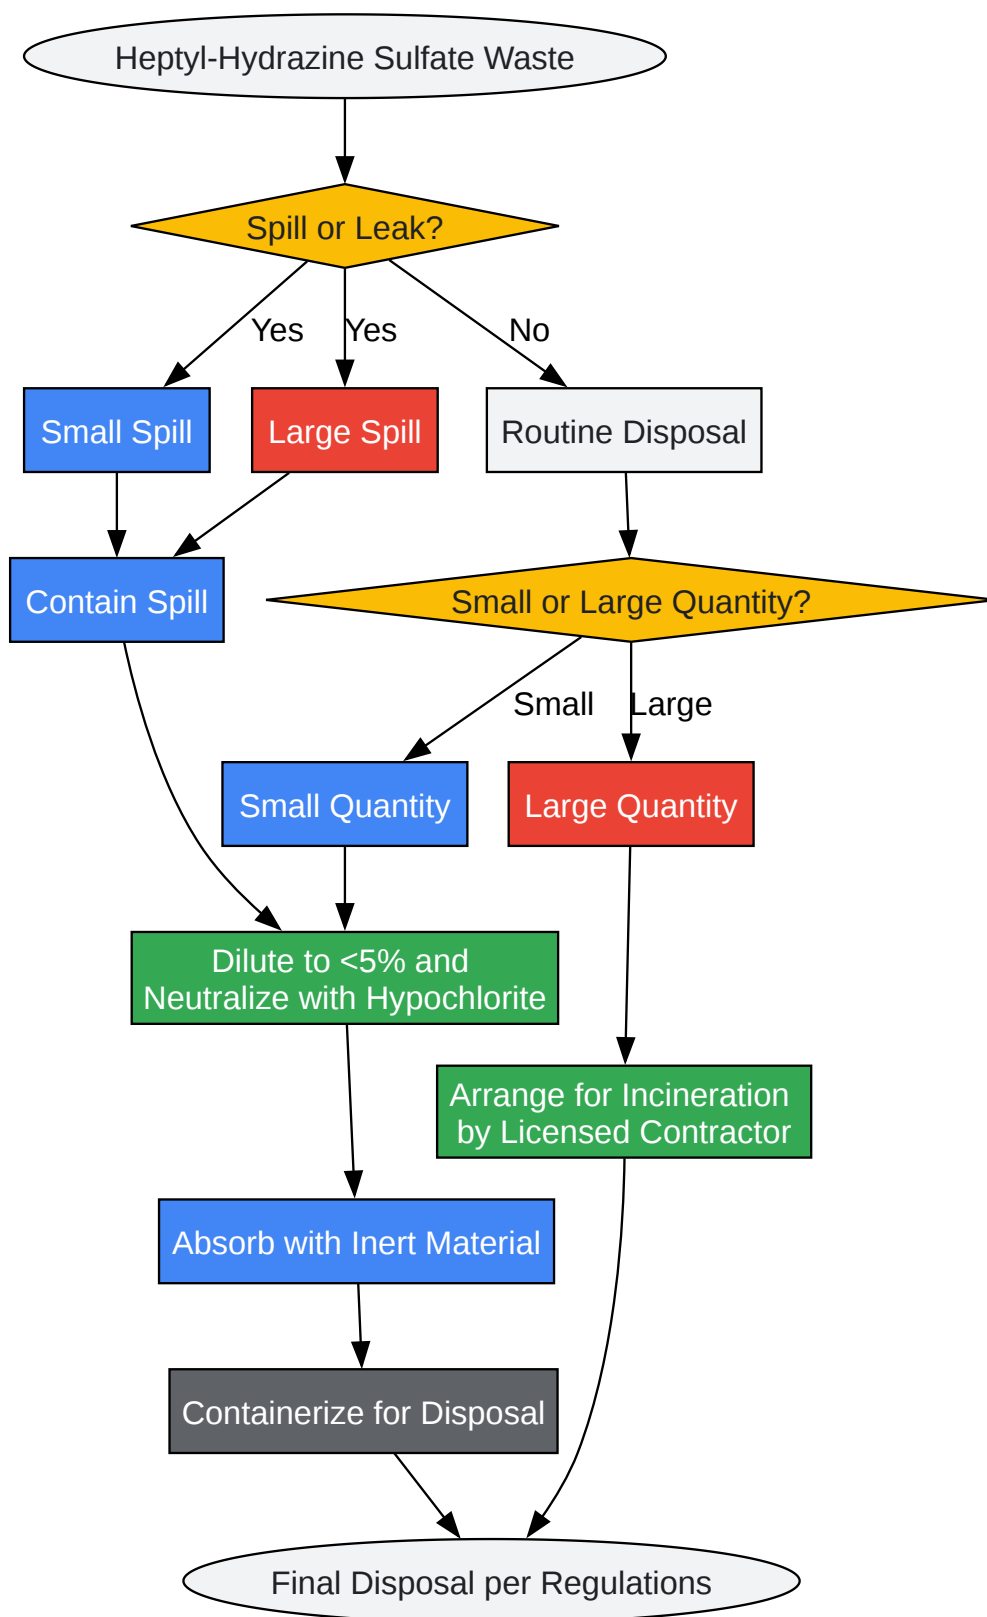 Heptyl-Hydrazine Sulfate Waste
Spill or Leak?
Yes
Yes
No
Small Spill
Large Spill
Routine Disposal
Contain Spill
Small or Large Quantity?
Small
Large
Small Quantity
Large Quantity
Dilute to <5% and
Neutralize with Hypochlorite
Arrange for Incineration
by Licensed Contractor
Absorb with Inert Material
Containerize for Disposal
Final Disposal per Regulations